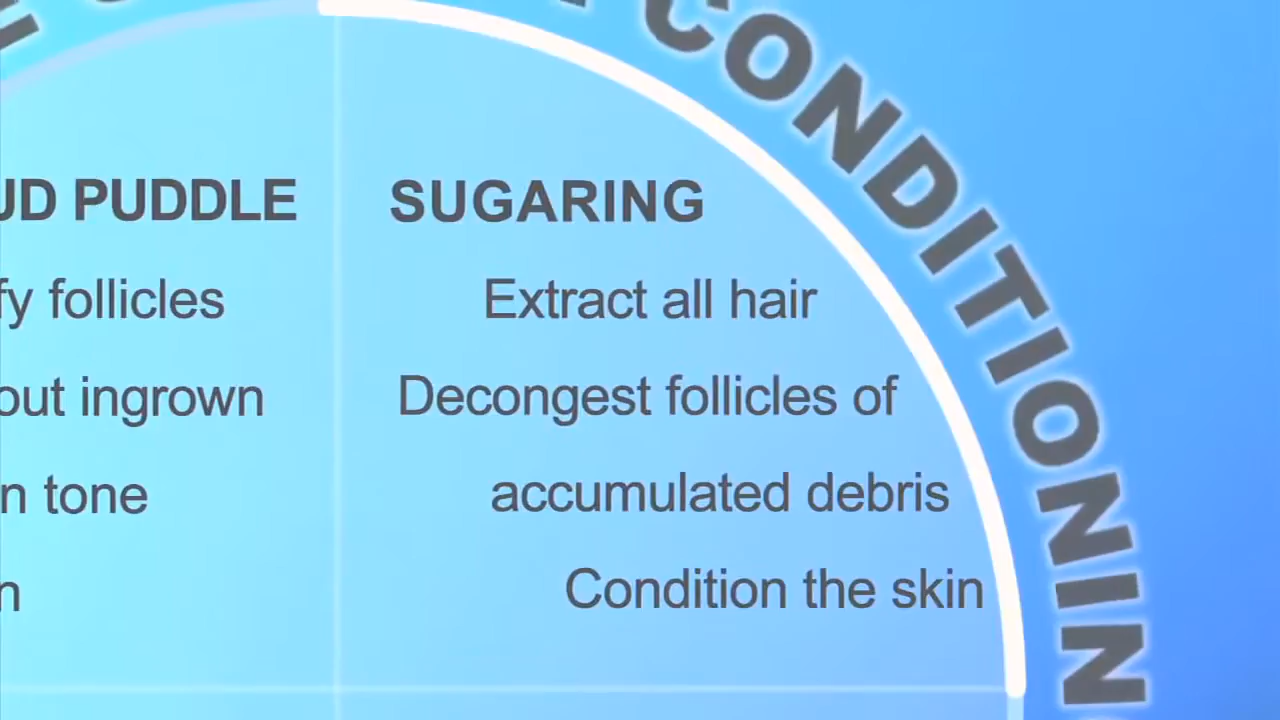 CONDITIONIN
UD PUDDLE
fy follicles
out ingrown
n tone
n
SUGARING
Extract all hair
Decongest follicles of
accumulated debris
Condition the skin